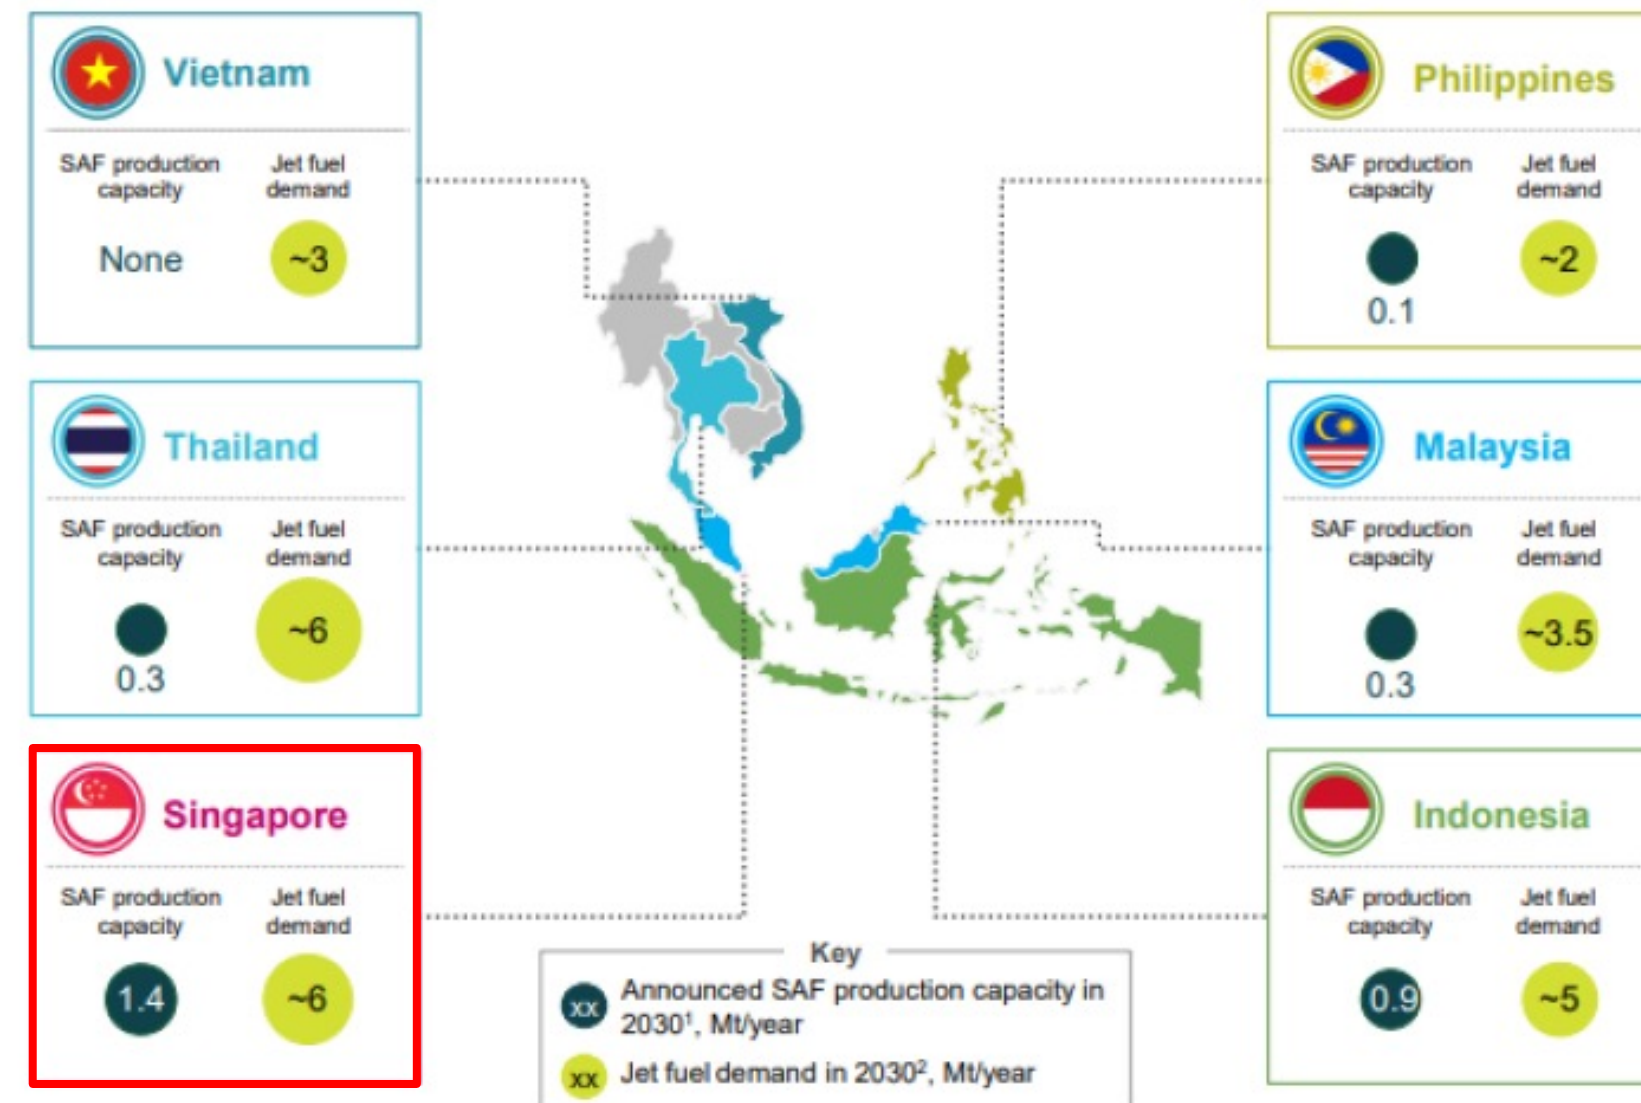 Vietnam
SAF production
capacity
Jet fuel
demand
None
~3
Philippines
SAF production
capacity
Jet fuel
demand
0.1
~2
Thailand
SAF production
capacity
Jet fuel
demand
0.3
~6
Malaysia
SAF production
capacity
Jet fuel
demand
0.3
~3.5
Singapore
SAF production
capacity
Jet fuel
demand
1.4
~6
Indonesia
SAF production
capacity
Jet fuel
demand
0.9
~5
Key
xx Announced SAF production capacity in
2030¹, Mt/year
xx Jet fuel demand in 2030², Mt/year